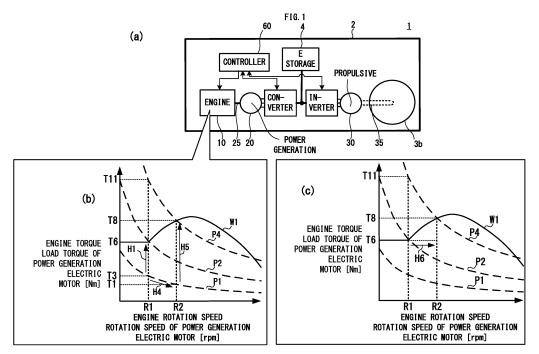 FIG. 1
(a)
60
4
2
1
CONTROLLER
E
STORAGE
PROPULSIVE
ENGINE
CON-
VERTER
IN-
VERTER
10
25
20
POWER
GENERATION
30
35
3b
(b)
T11
T8
T6
T3
T1
H1
H5
H4
W1
P4
P2
P1
ENGINE TORQUE
LOAD TORQUE OF
POWER GENERATION
ELECTRIC
MOTOR [Nm]
R1 R2
ENGINE ROTATION SPEED
ROTATION SPEED OF POWER GENERATION
ELECTRIC MOTOR [rpm]
(c)
T11
T8
T6
H6
W1
P4
P2
P1
ENGINE TORQUE
LOAD TORQUE OF
POWER GENERATION
ELECTRIC
MOTOR [Nm]
R1 R2
ENGINE ROTATION SPEED
ROTATION SPEED OF POWER GENERATION
ELECTRIC MOTOR [rpm]